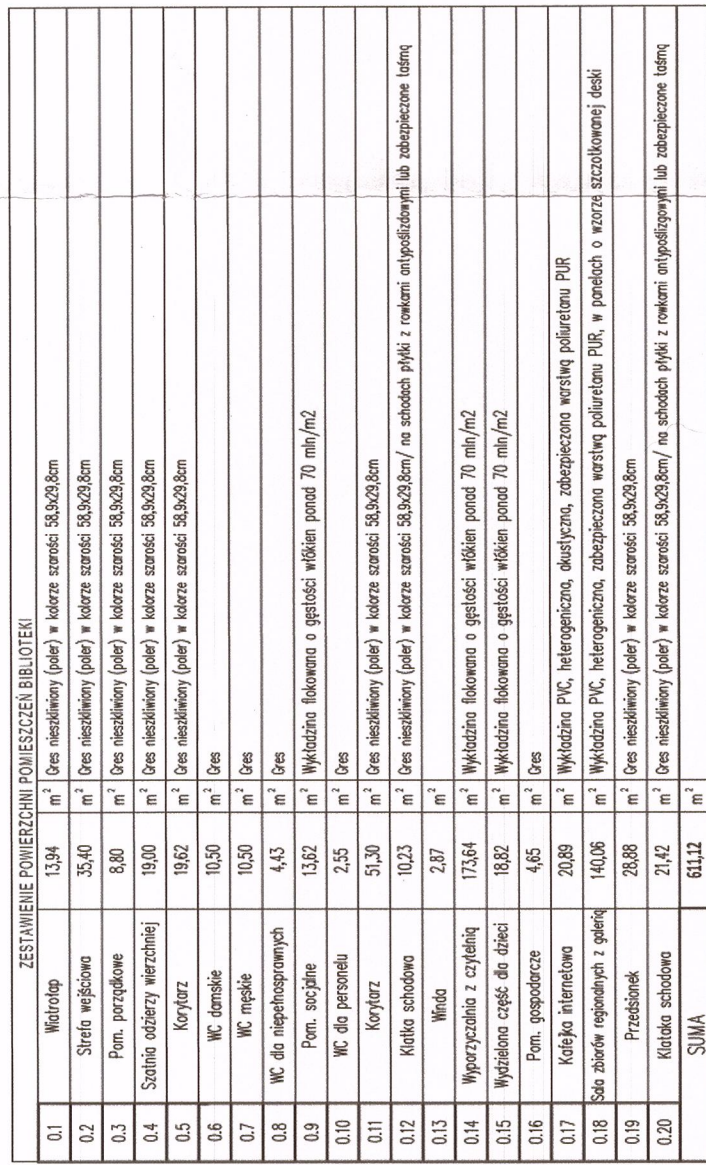 ZESTAWIENIE POWIERZCHNI POMIESZCZEŃ BIBLIOTEKI
0.1 Wiatrołap 13,94 m² Gres nieszkliwiony (poler) w kolorze szarości 58,9x29,8cm
0.2 Strefa wejściowa 35,40 m² Gres nieszkliwiony (poler) w kolorze szarości 58,9x29,8cm
0.3 Pom. porządkowe 8,80 m² Gres nieszkliwiony (poler) w kolorze szarości 58,9x29,8cm
0.4 Szatnia odzierzy wierzchniej 19,00 m² Gres nieszkliwiony (poler) w kolorze szarości 58,9x29,8cm
0.5 Korytarz 19,62 m² Gres nieszkliwiony (poler) w kolorze szarości 58,9x29,8cm
0.6 WC damskie 10,50 m² Gres
0.7 WC męskie 10,50 m² Gres
0.8 WC dla niepełnosprawnych 4,43 m² Gres
0.9 Pom. socjalne 13,62 m² Wykładzina flokowana o gęstości włókien ponad 70 mln/m2
0.10 WC dla personelu 2,55 m² Gres
0.11 Korytarz 51,30 m² Gres nieszkliwiony (poler) w kolorze szarości 58,9x29,8cm
0.12 Klatka schodowa 10,23 m² Gres nieszkliwiony (poler) w kolorze szarości 58,9x29,8cm/ na schodach płytki z rowkami antypoślizdowymi lub zabezpieczone taśmą
0.13 Winda 2,87 m²
0.14 Wyporzyczalnia z czytelnią 173,64 m² Wykładzina flokowana o gęstości włókien ponad 70 mln/m2
0.15 Wydzielona część dla dzieci 18,82 m² Wykładzina flokowana o gęstości włókien ponad 70 mln/m2
0.16 Pom. gospodarcze 4,65 m² Gres
0.17 Kafejka internetowa 20,89 m² Wykładzina PVC, heterogeniczna, akustyczna, zabezpieczona warstwą poliuretanu PUR
0.18 Sala zbiorów regionalnych z galerią 140,06 m² Wykładzina PVC, heterogeniczna, zabezpieczona warstwą poliuretanu PUR, w panelach o wzorze szczotkowanej deski
0.19 Przedsionek 28,88 m² Gres nieszkliwiony (poler) w kolorze szarości 58,9x29,8cm
0.20 Klataka schodowa 21,42 m² Gres nieszkliwiony (poler) w kolorze szarości 58,9x29,8cm/ na schodach płytki z rowkami antypoślizgowymi lub zabezpieczone taśmą
SUMA 611,12 m²